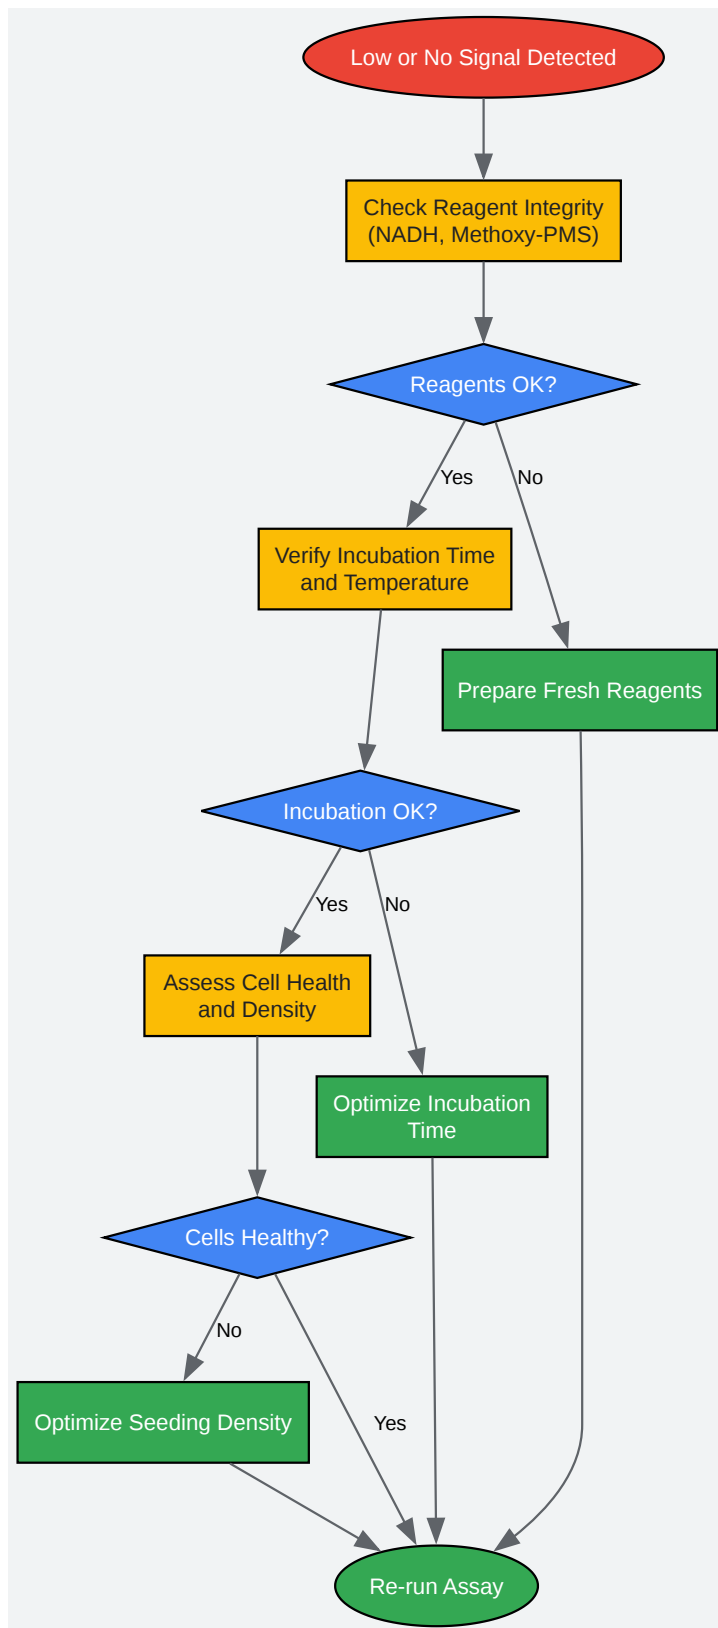 Low or No Signal Detected
Check Reagent Integrity
(NADH, Methoxy-PMS)
Reagents OK?
Yes
No
Verify Incubation Time
and Temperature
Prepare Fresh Reagents
Incubation OK?
Yes
No
Assess Cell Health
and Density
Optimize Incubation
Time
Cells Healthy?
No
Yes
Optimize Seeding Density
Re-run Assay